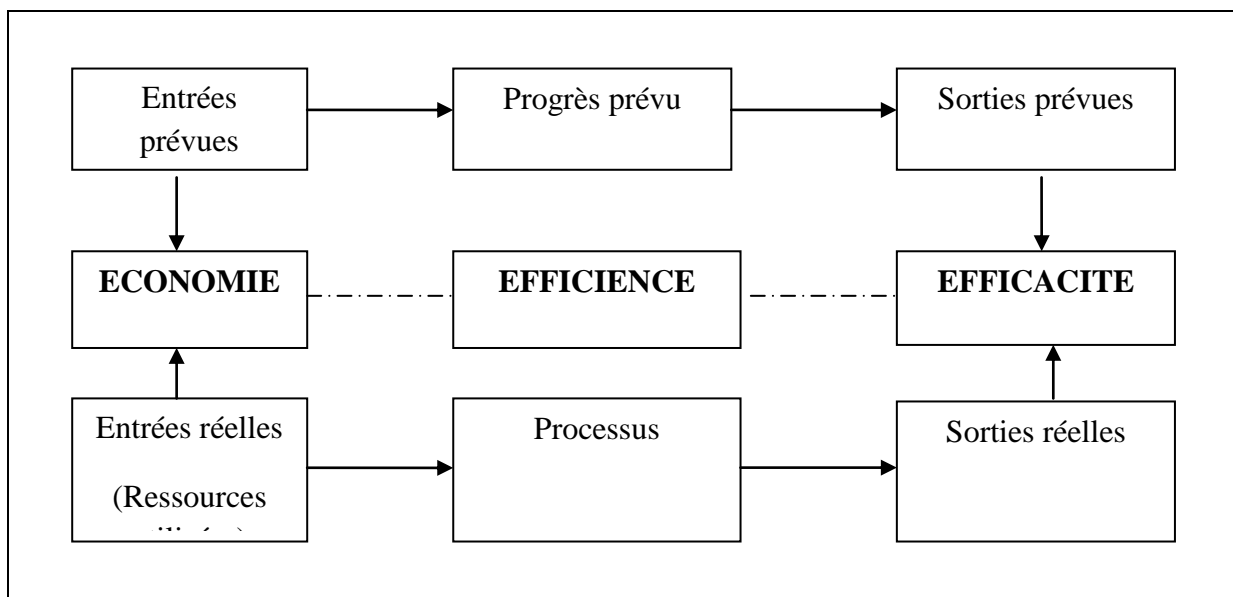 Entrées
prévues
Progrès prévu
Sorties prévues
ECONOMIE
EFFICIENCE
EFFICACITE
Entrées réelles
(Ressources
Processus
Sorties réelles